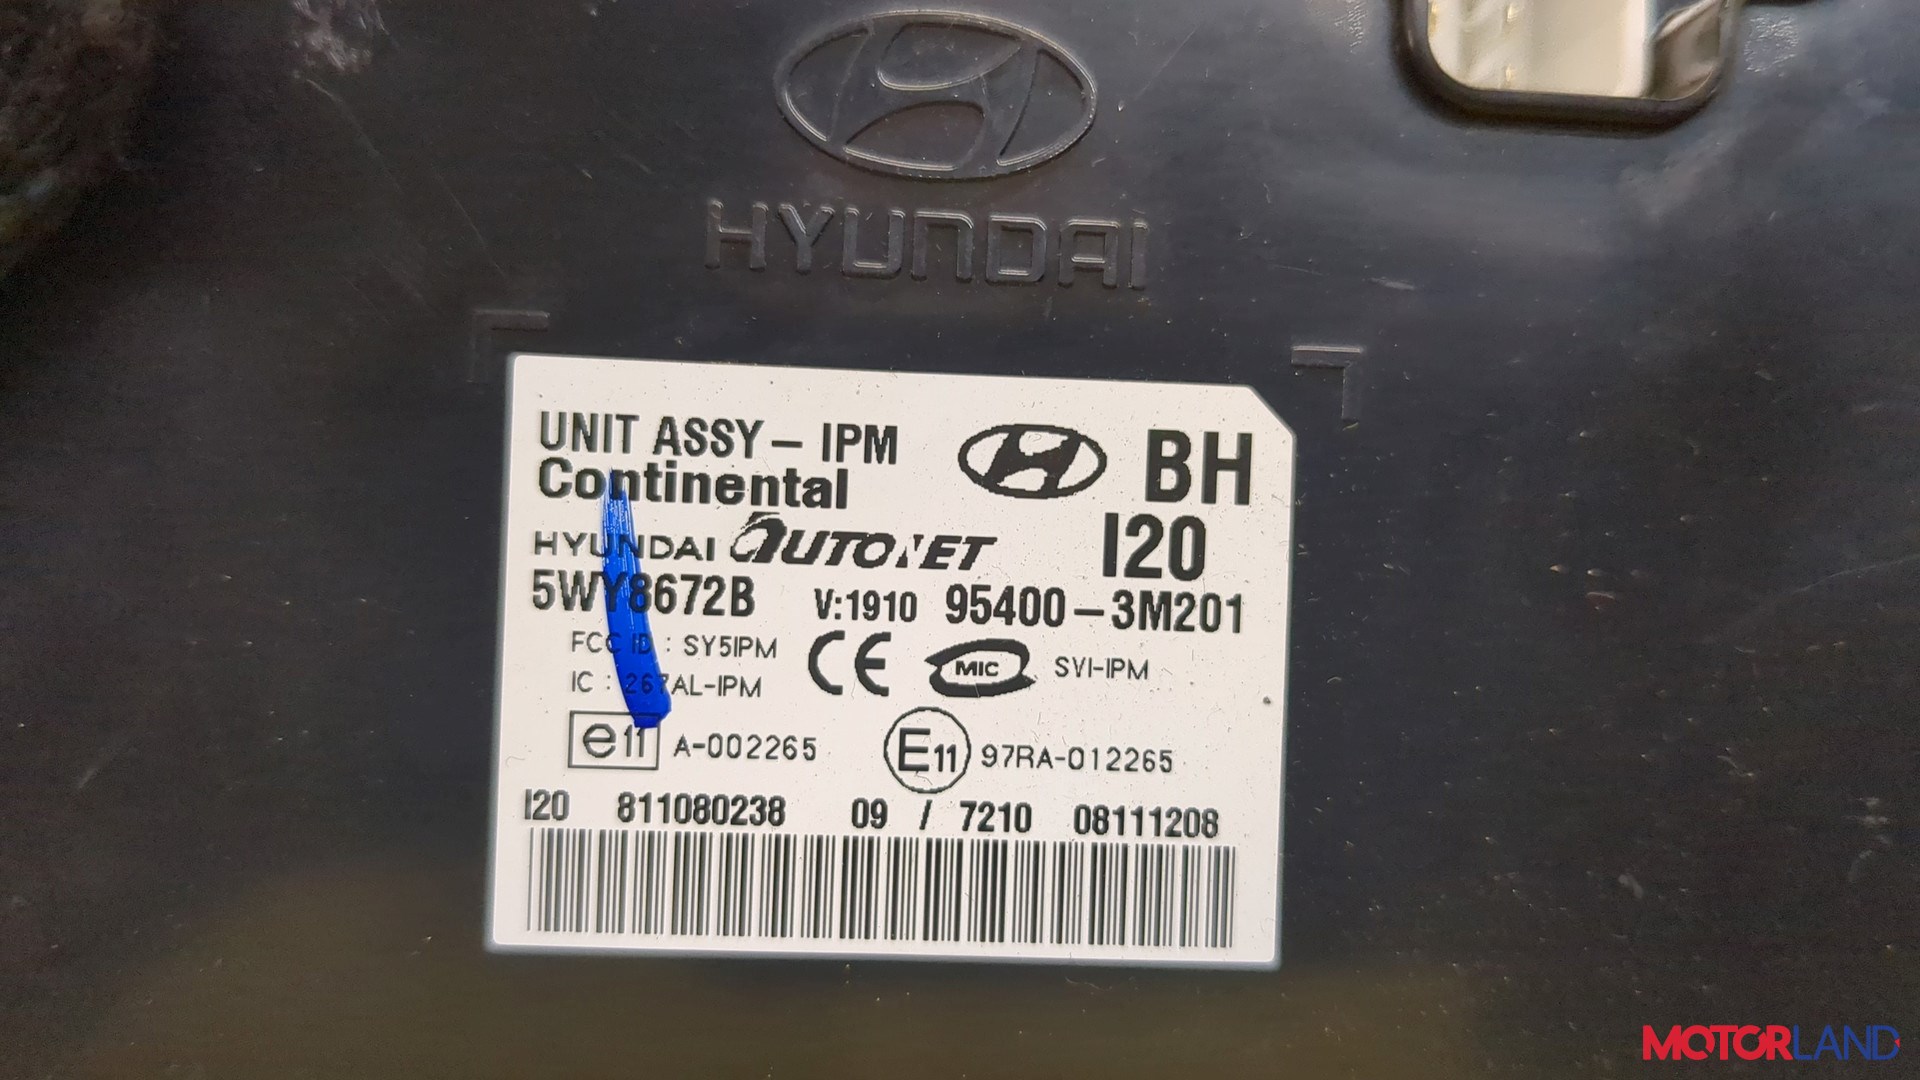 HYUNDAI
UNIT ASSY - IPM
BH
Continental
HYUNDAI AUTONET
I20
5WY8672B V:1910 95400-3M201
FCC ID : SY5IPM
CE MIC SVI-IPM
IC : 267AL-IPM
e11 A-002265 E11 97RA-012265
I20 811080238 09 / 7210 08111208
MOTORLAND